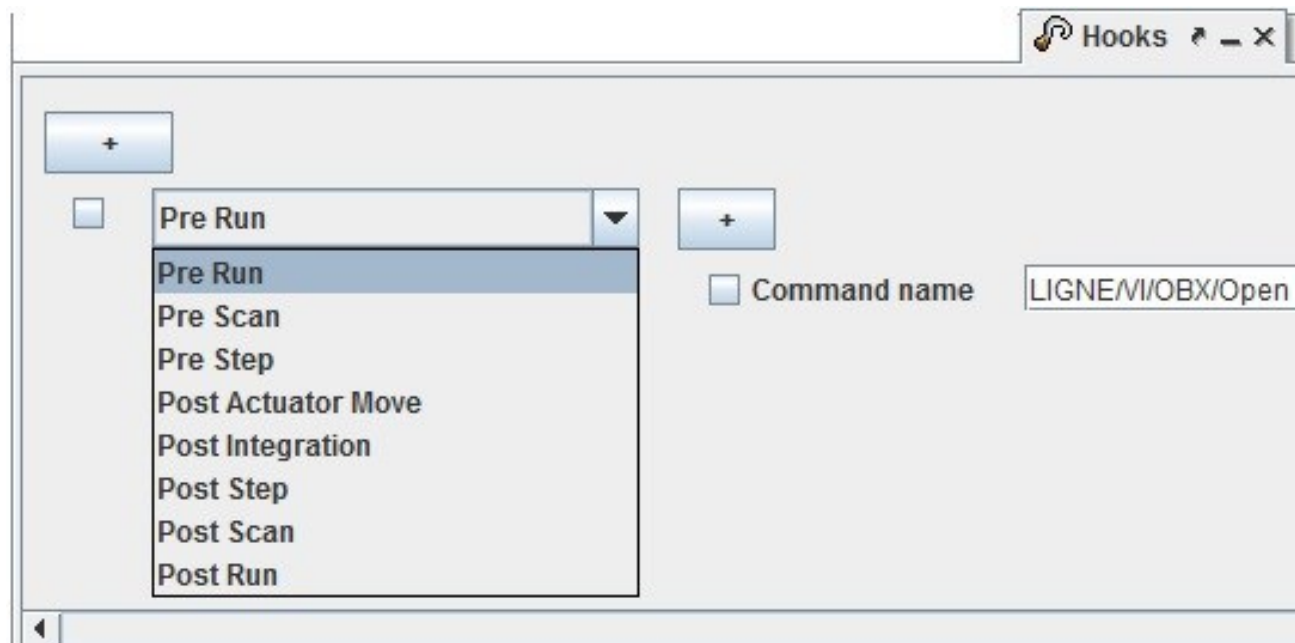 Hooks
+
Pre Run
+
Pre Run
Command name LIGNE/VI/OBX/Open
Pre Scan
Pre Step
Post Actuator Move
Post Integration
Post Step
Post Scan
Post Run